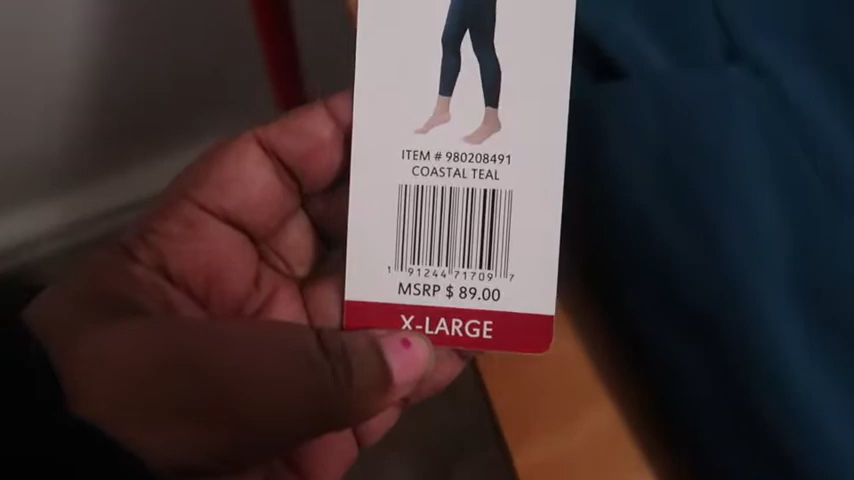 ITEM # 980208491
COASTAL TEAL
1 91244 71709 7
MSRP $ 89.00
X-LARGE